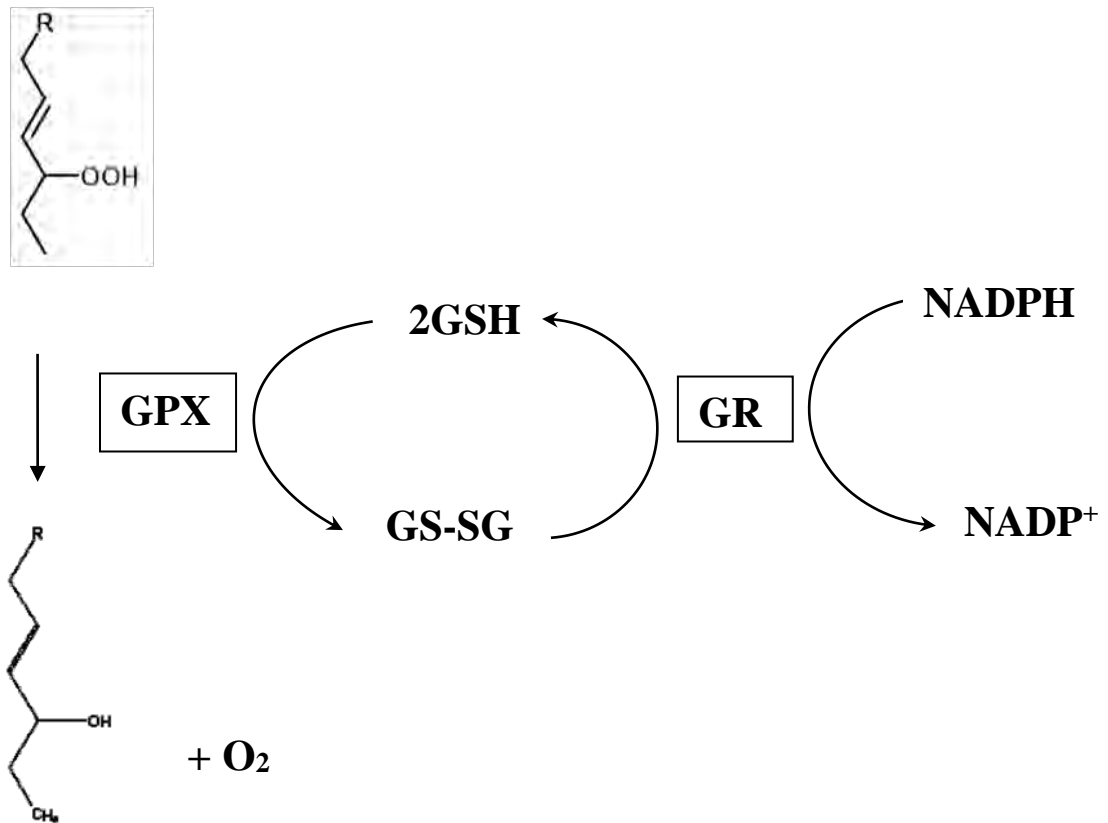 R
OOH
2GSH
NADPH
GPX
GR
GS-SG
NADP⁺
R
OH
+ O₂
CH₃